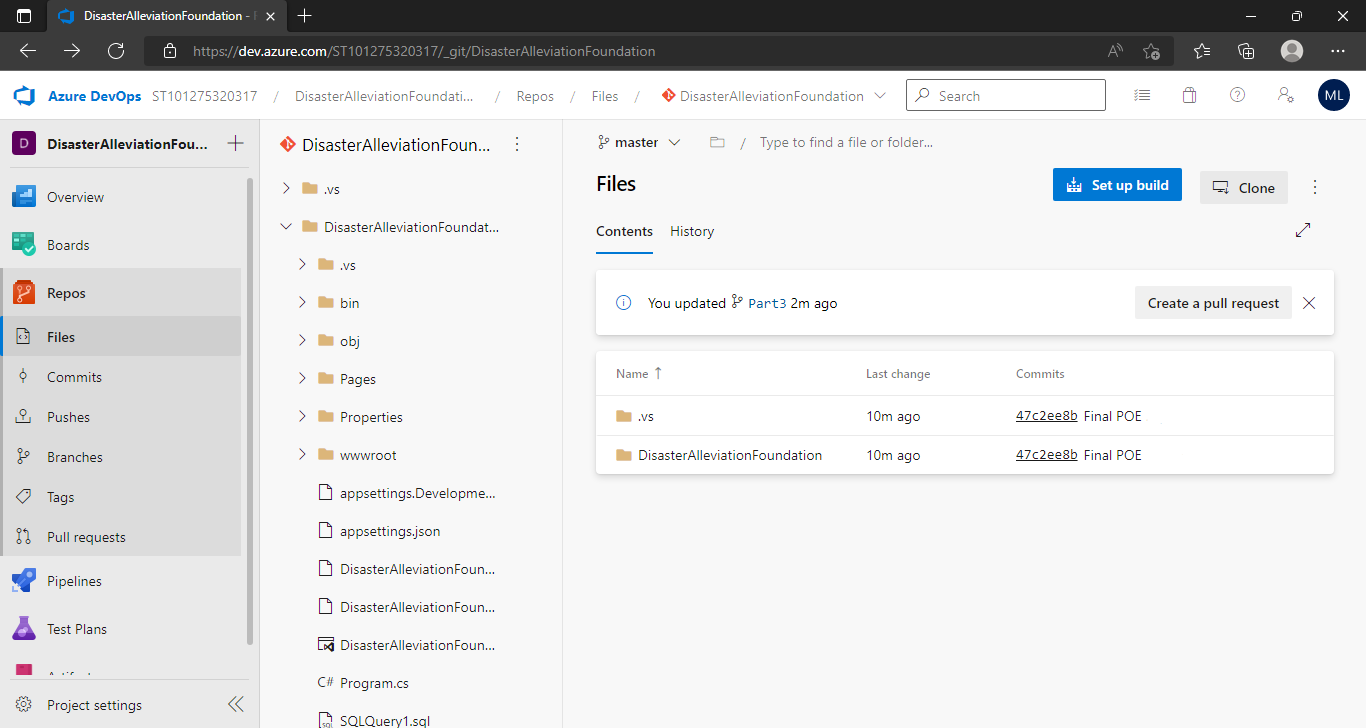 DisasterAlleviationFoundation -
https://dev.azure.com/ST101275320317/_git/DisasterAlleviationFoundation
Azure DevOps ST101275320317 / DisasterAlleviationFoundati... / Repos / Files / DisasterAlleviationFoundation
Search
ML
D DisasterAlleviationFou...
Overview
Boards
Repos
Files
Commits
Pushes
Branches
Tags
Pull requests
Pipelines
Test Plans
Project settings
DisasterAlleviationFoun...
.vs
DisasterAlleviationFoundat...
.vs
bin
obj
Pages
Properties
wwwroot
appsettings.Developme...
appsettings.json
DisasterAlleviationFoun...
DisasterAlleviationFoun...
DisasterAlleviationFoun...
C# Program.cs
SQLQuery1.sql
master / Type to find a file or folder...
Files
Set up build
Clone
Contents History
You updated Part3 2m ago
Create a pull request
Name ↑ Last change Commits
.vs 10m ago 47c2ee8b Final POE
DisasterAlleviationFoundation 10m ago 47c2ee8b Final POE